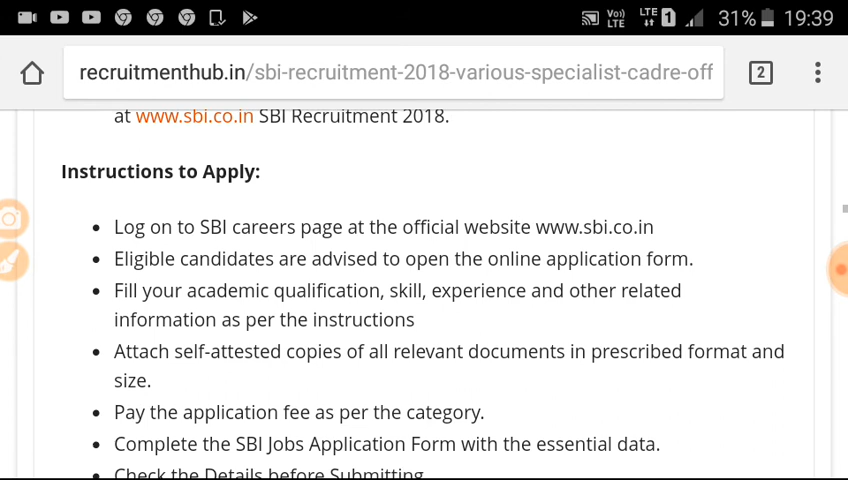 Vo)
LTE
LTE
1
31%
19:39
recruitmenthub.in/sbi-recruitment-2018-various-specialist-cadre-off
2
at www.sbi.co.in SBI Recruitment 2018.
Instructions to Apply:
• Log on to SBI careers page at the official website www.sbi.co.in
• Eligible candidates are advised to open the online application form.
• Fill your academic qualification, skill, experience and other related
information as per the instructions
• Attach self-attested copies of all relevant documents in prescribed format and
size.
• Pay the application fee as per the category.
• Complete the SBI Jobs Application Form with the essential data.
• Check the Details before Submitting